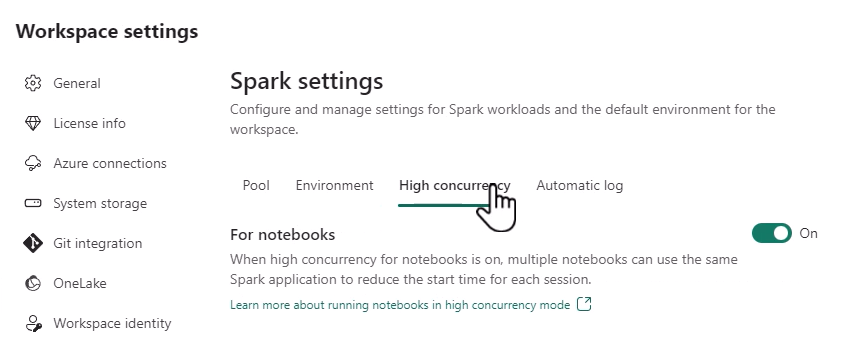 Workspace settings
General
License info
Azure connections
System storage
Git integration
OneLake
Workspace identity
Spark settings
Configure and manage settings for Spark workloads and the default environment for the
workspace.
Pool Environment High concurrency Automatic log
For notebooks
On
When high concurrency for notebooks is on, multiple notebooks can use the same
Spark application to reduce the start time for each session.
Learn more about running notebooks in high concurrency mode